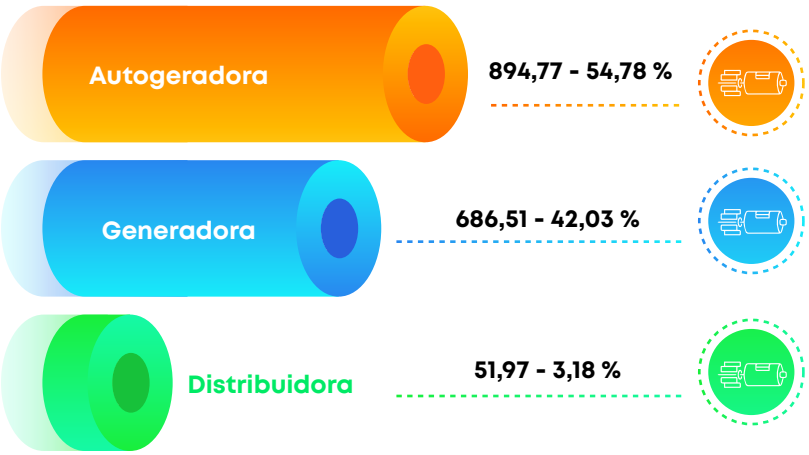 Autogeradora
894,77 - 54,78 %
Generadora
686,51 - 42,03 %
Distribuidora
51,97 - 3,18 %